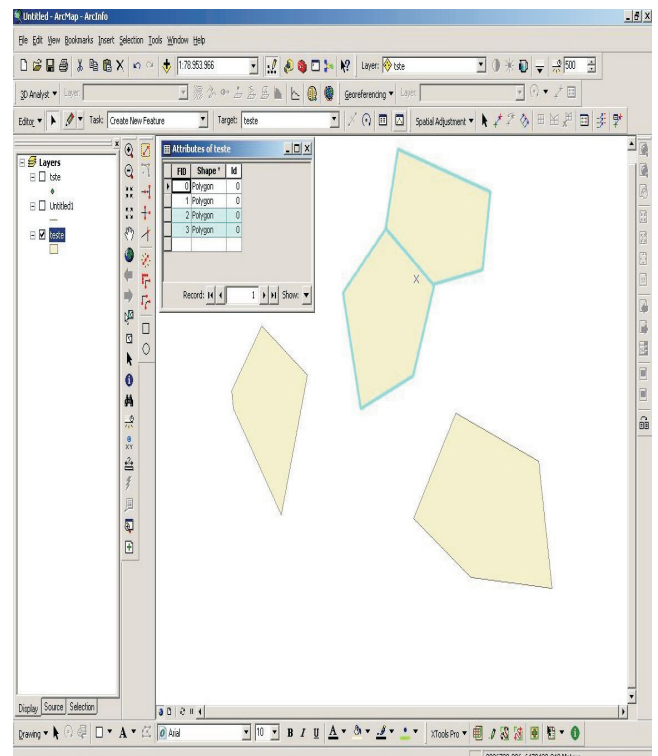 Untitled - ArcMap - ArcInfo
File Edit View Bookmarks Insert Selection Tools Window Help
1:78.953.966 Layer: tste 500
3D Analyst Layer: Georeferencing Layer:
Editor Task: Create New Feature Target: teste Spatial Adjustment
Layers
tste
Untitled1
teste
Attributes of teste
FID Shape * Id
0 Polygon 0
1 Polygon 0
2 Polygon 0
3 Polygon 0
Record: 1 Show:
XY
Display Source Selection
Drawing A Arial 10 B I U A XTools Pro